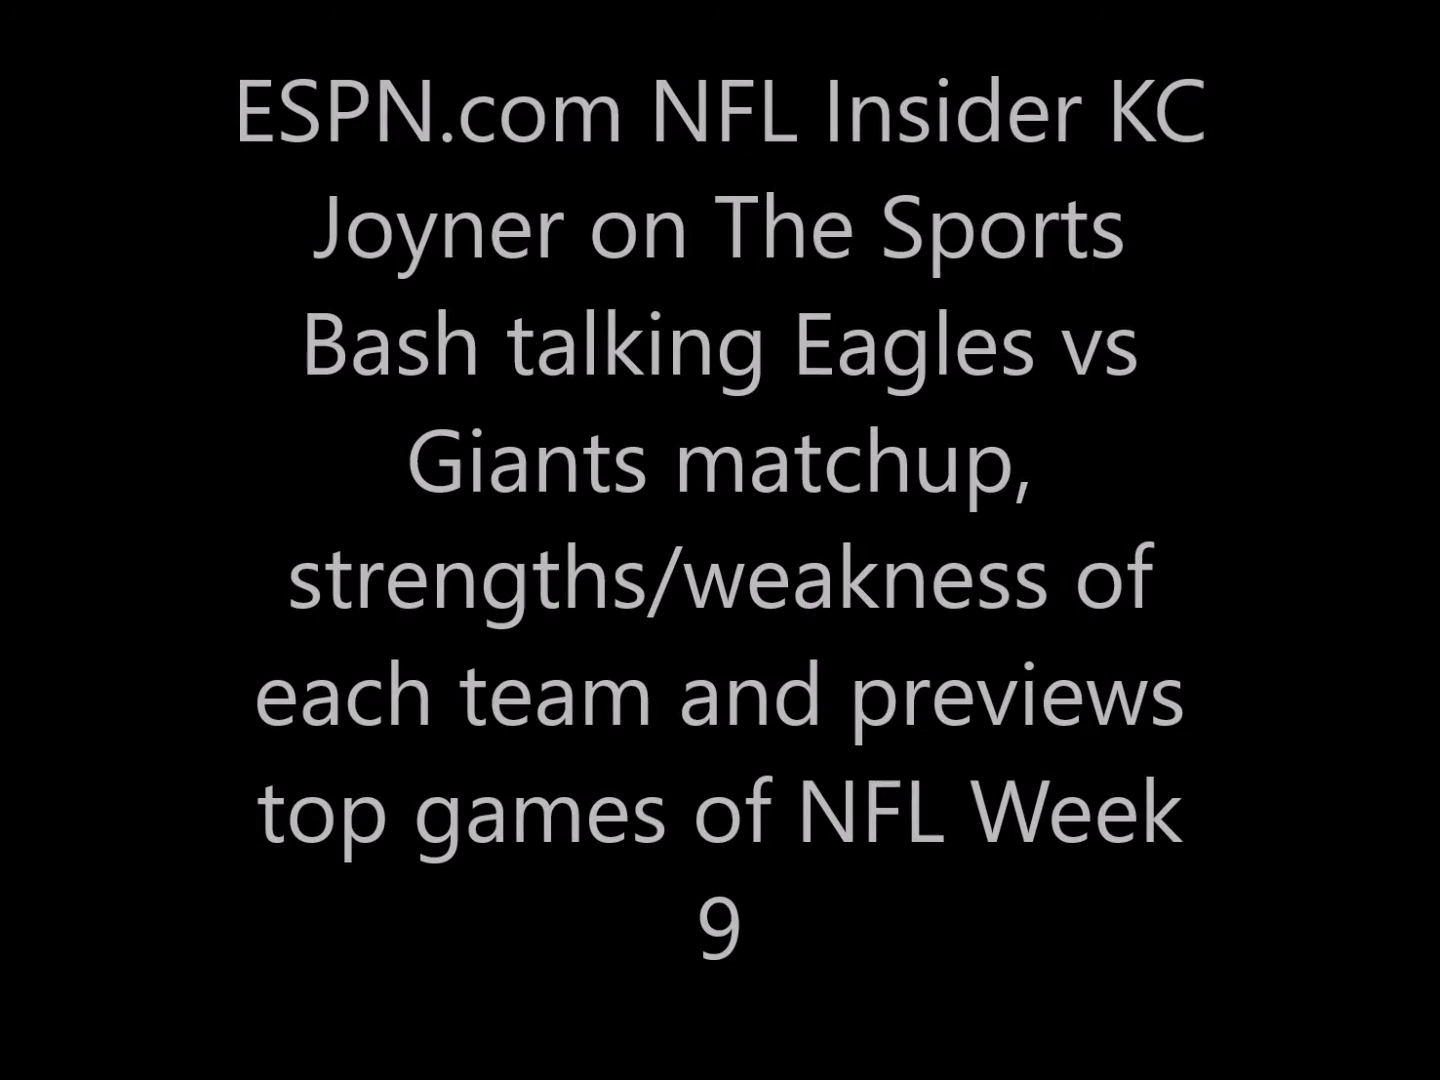 ESPN.com NFL Insider KC
Joyner on The Sports
Bash talking Eagles vs
Giants matchup,
strengths/weakness of
each team and previews
top games of NFL Week
9